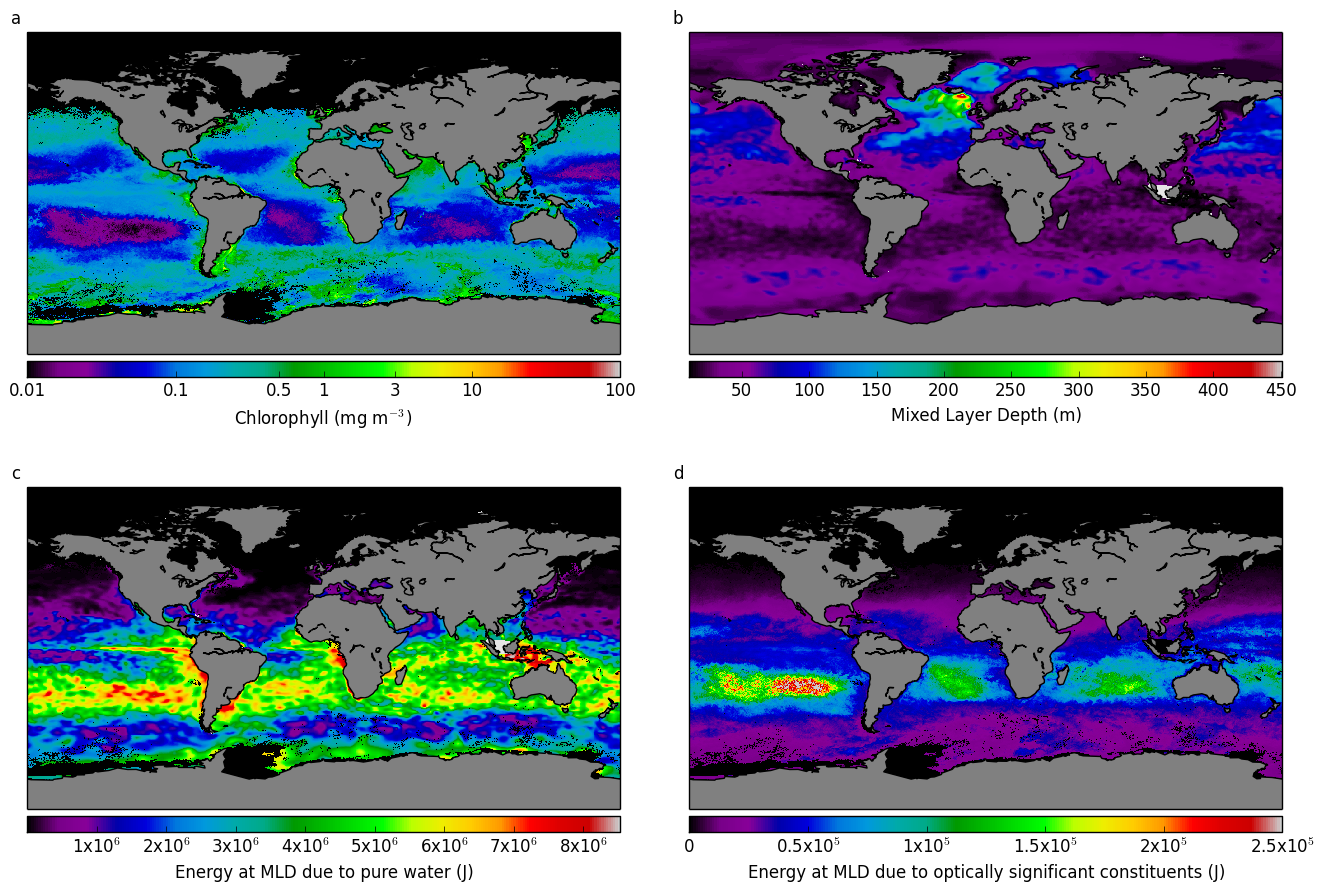 a
b
0.01 0.1 0.5 1 3 10 100
Chlorophyll (mg m⁻³)
50 100 150 200 250 300 350 400 450
Mixed Layer Depth (m)
c
d
1x10⁶ 2x10⁶ 3x10⁶ 4x10⁶ 5x10⁶ 6x10⁶ 7x10⁶ 8x10⁶
Energy at MLD due to pure water (J)
0 0.5x10⁵ 1x10⁵ 1.5x10⁵ 2x10⁵ 2.5x10⁵
Energy at MLD due to optically significant constituents (J)